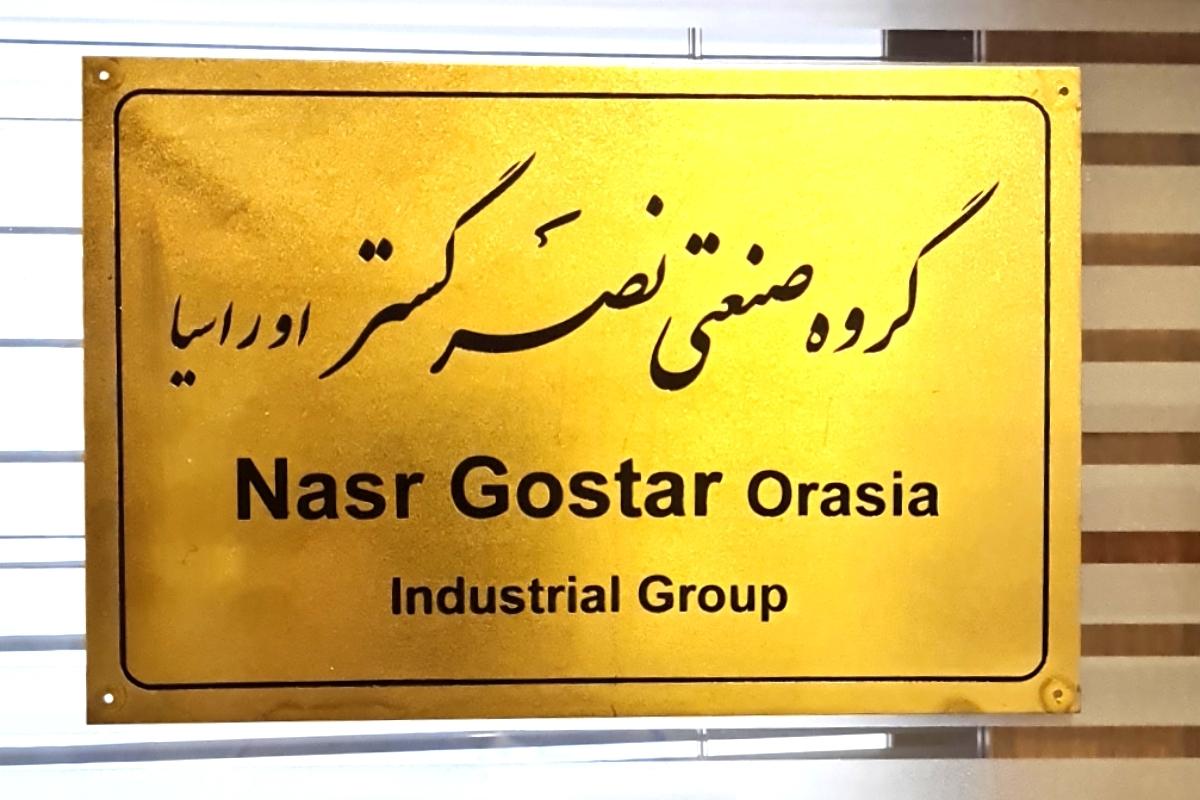 گروه صنعتی نصر گستر اوراسیا
Nasr Gostar Orasia
Industrial Group